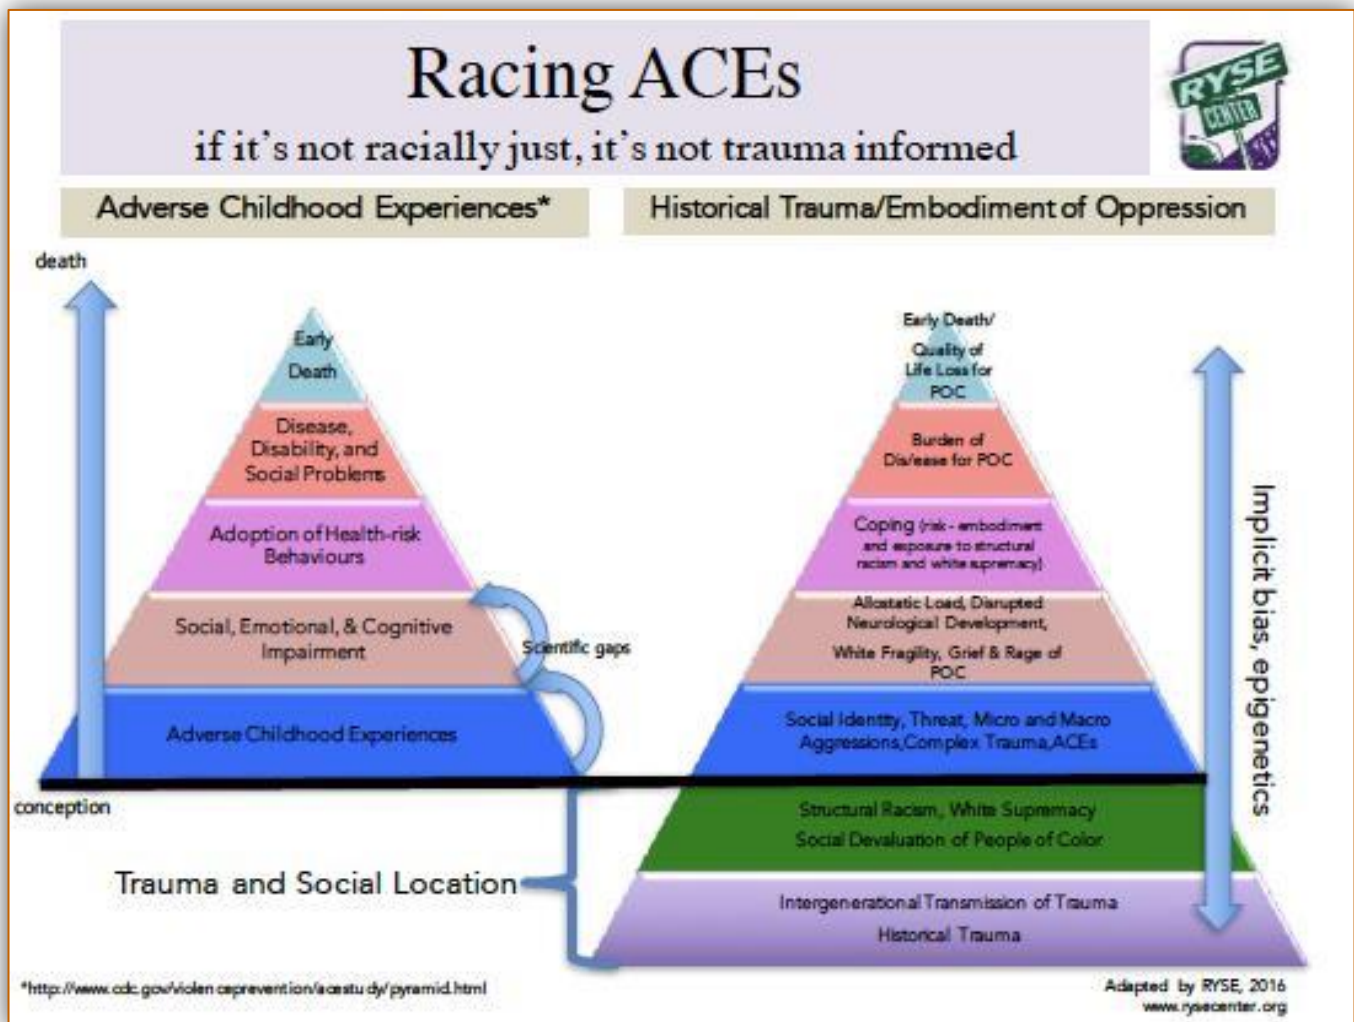 Racing ACEs
if it's not racially just, it's not trauma informed
RYSE
CENTER
Adverse Childhood Experiences*
Historical Trauma/Embodiment of Oppression
death
Early
Death
Disease,
Disability, and
Social Problems
Adoption of Health-risk
Behaviours
Social, Emotional, & Cognitive
Impairment
Scientific gaps
Adverse Childhood Experiences
conception
Early Death/
Quality of
Life Loss for
POC
Burden of
Dis/ease for POC
Coping (risk - embodiment
and exposure to structural
racism and white supremacy)
Allostatic Load, Disrupted
Neurological Development,
White Fragility, Grief & Rage of
POC
Social Identity, Threat, Micro and Macro
Aggressions,Complex Trauma,ACEs
Structural Racism, White Supremacy
Social Devaluation of People of Color
Intergenerational Transmission of Trauma
Historical Trauma
Implicit bias, epigenetics
Trauma and Social Location
*http://www.cdc.gov/violenceprevention/acestudy/pyramid.html
Adapted by RYSE, 2016
www.rysecenter.org